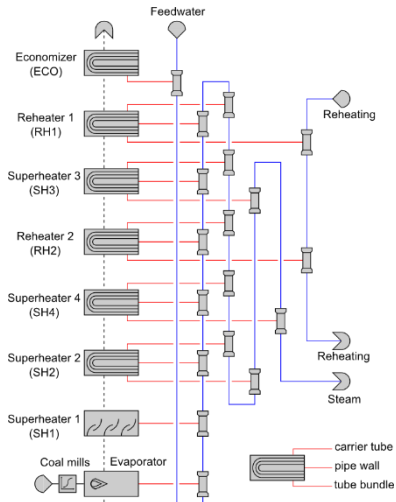 Feedwater
Economizer
(ECO)
Reheater 1
(RH1)
Reheating
Superheater 3
(SH3)
Reheater 2
(RH2)
Superheater 4
(SH4)
Reheating
Superheater 2
(SH2)
Steam
Superheater 1
(SH1)
carrier tube
Coal mills
Evaporator
pipe wall
tube bundle